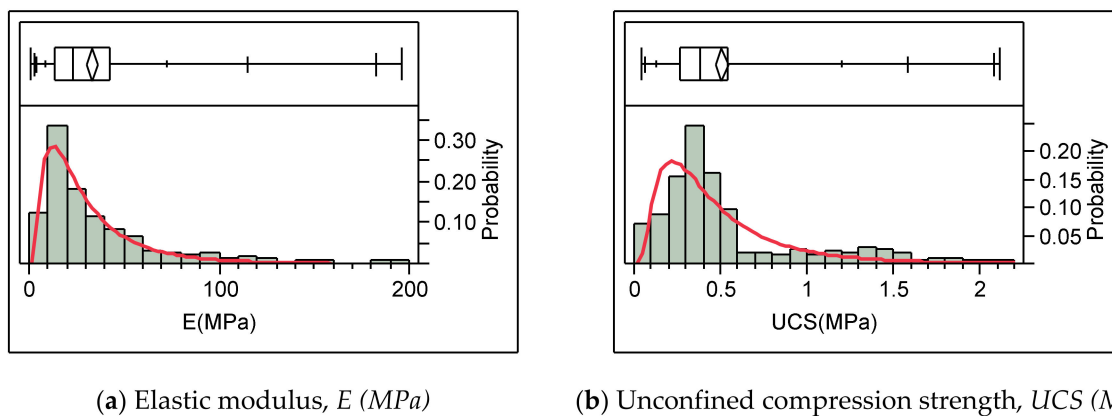 0.30
0.20
0.10
Probability
0 100 200
E(MPa)
0.20
0.15
0.10
0.05
Probability
0 0.5 1 1.5 2
UCS(MPa)
(a) Elastic modulus, E (MPa)
(b) Unconfined compression strength, UCS (M